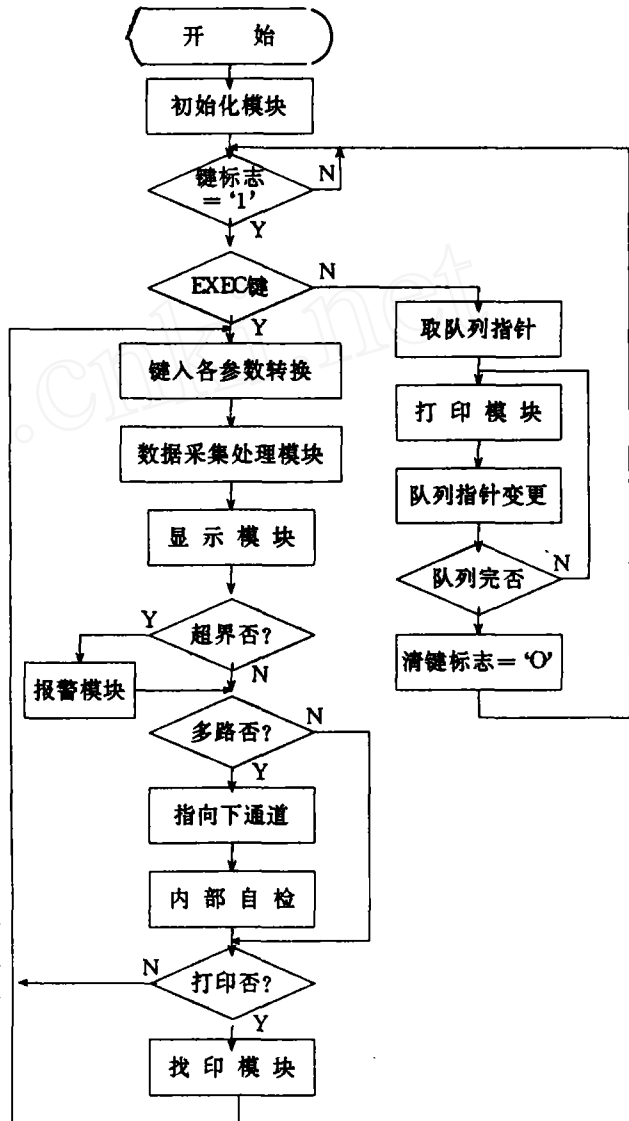 开 始
初始化模块
键标志
= '1'
N
Y
EXEC键
N
Y
取队列指针
键入各参数转换
打 印 模 块
数据采集处理模块
队列指针变更
显 示 模 块
队列完否
N
超界否?
Y
N
清键标志= 'O'
报警模块
多路否?
N
Y
指向下通道
内 部 自 检
打印否?
N
Y
找 印 模 块
.cnki.net